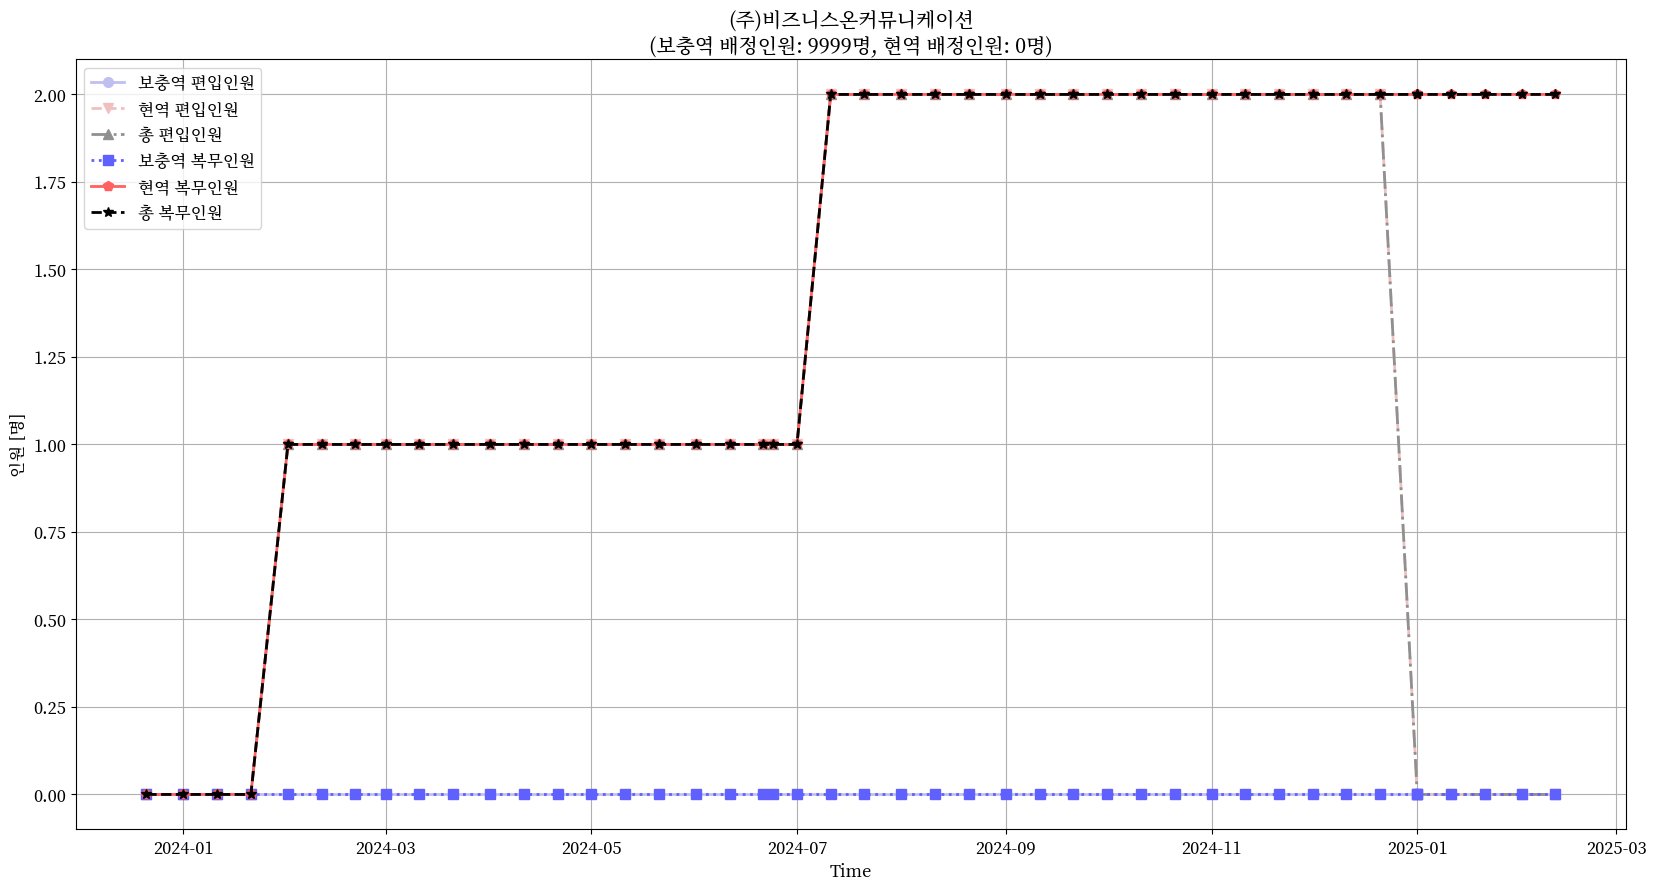 (주)비즈니스온커뮤니케이션
(보충역 배정인원: 9999명, 현역 배정인원: 0명)
보충역 편입인원
현역 편입인원
총 편입인원
보충역 복무인원
현역 복무인원
총 복무인원
인원 [명]
2.00
1.75
1.50
1.25
1.00
0.75
0.50
0.25
0.00
2024-01 2024-03 2024-05 2024-07 2024-09 2024-11 2025-01 2025-03
Time